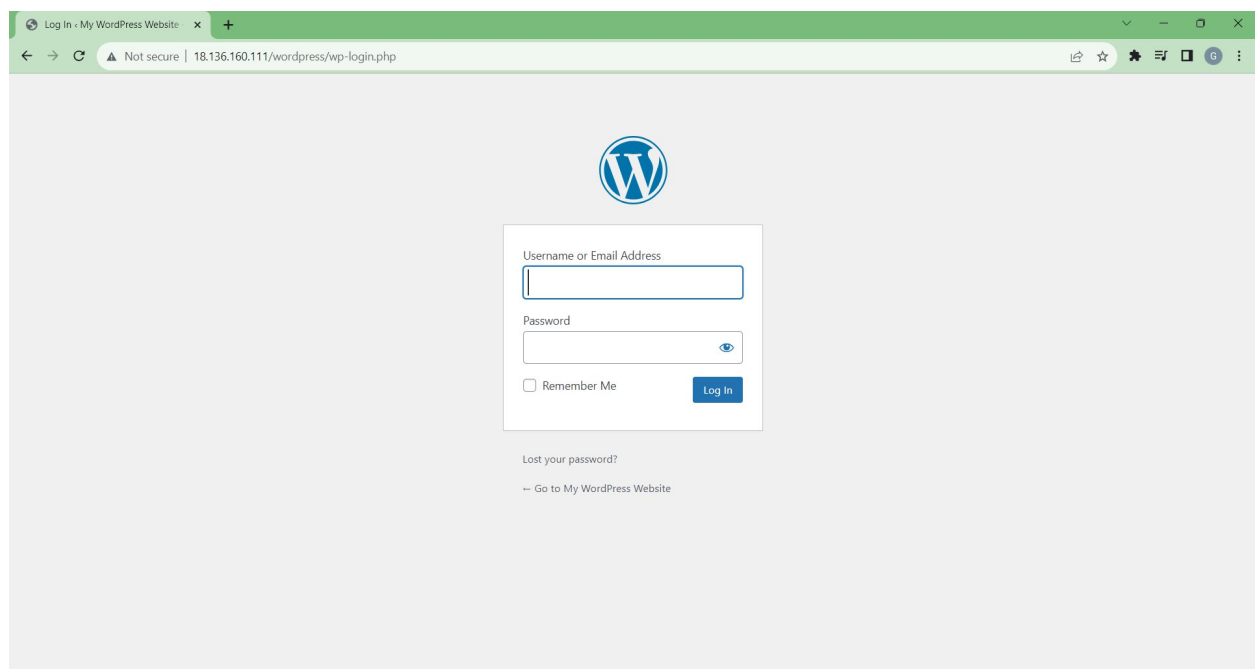 Log In ‹ My WordPress Website
Not secure | 18.136.160.111/wordpress/wp-login.php
G
Username or Email Address
Password
Remember Me
Log In
Lost your password?
← Go to My WordPress Website